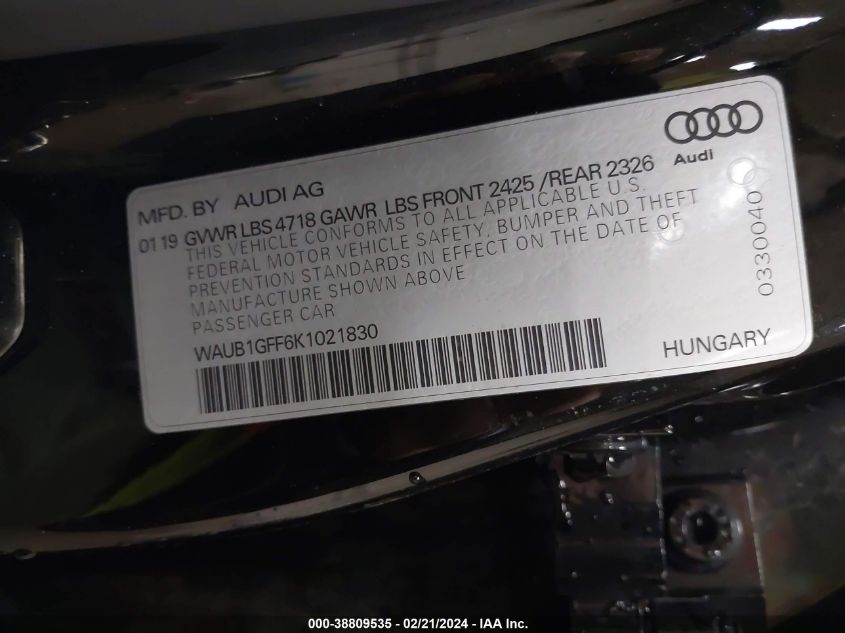 Audi
MFD. BY AUDI AG
01 19 GVWR LBS 4718 GAWR LBS FRONT 2425 /REAR 2326
THIS VEHICLE CONFORMS TO ALL APPLICABLE U.S.
FEDERAL MOTOR VEHICLE SAFETY, BUMPER AND THEFT
PREVENTION STANDARDS IN EFFECT ON THE DATE OF
MANUFACTURE SHOWN ABOVE
PASSENGER CAR
0330040
WAUB1GFF6K1021830
HUNGARY
000-38809535 - 02/21/2024 - IAA Inc.